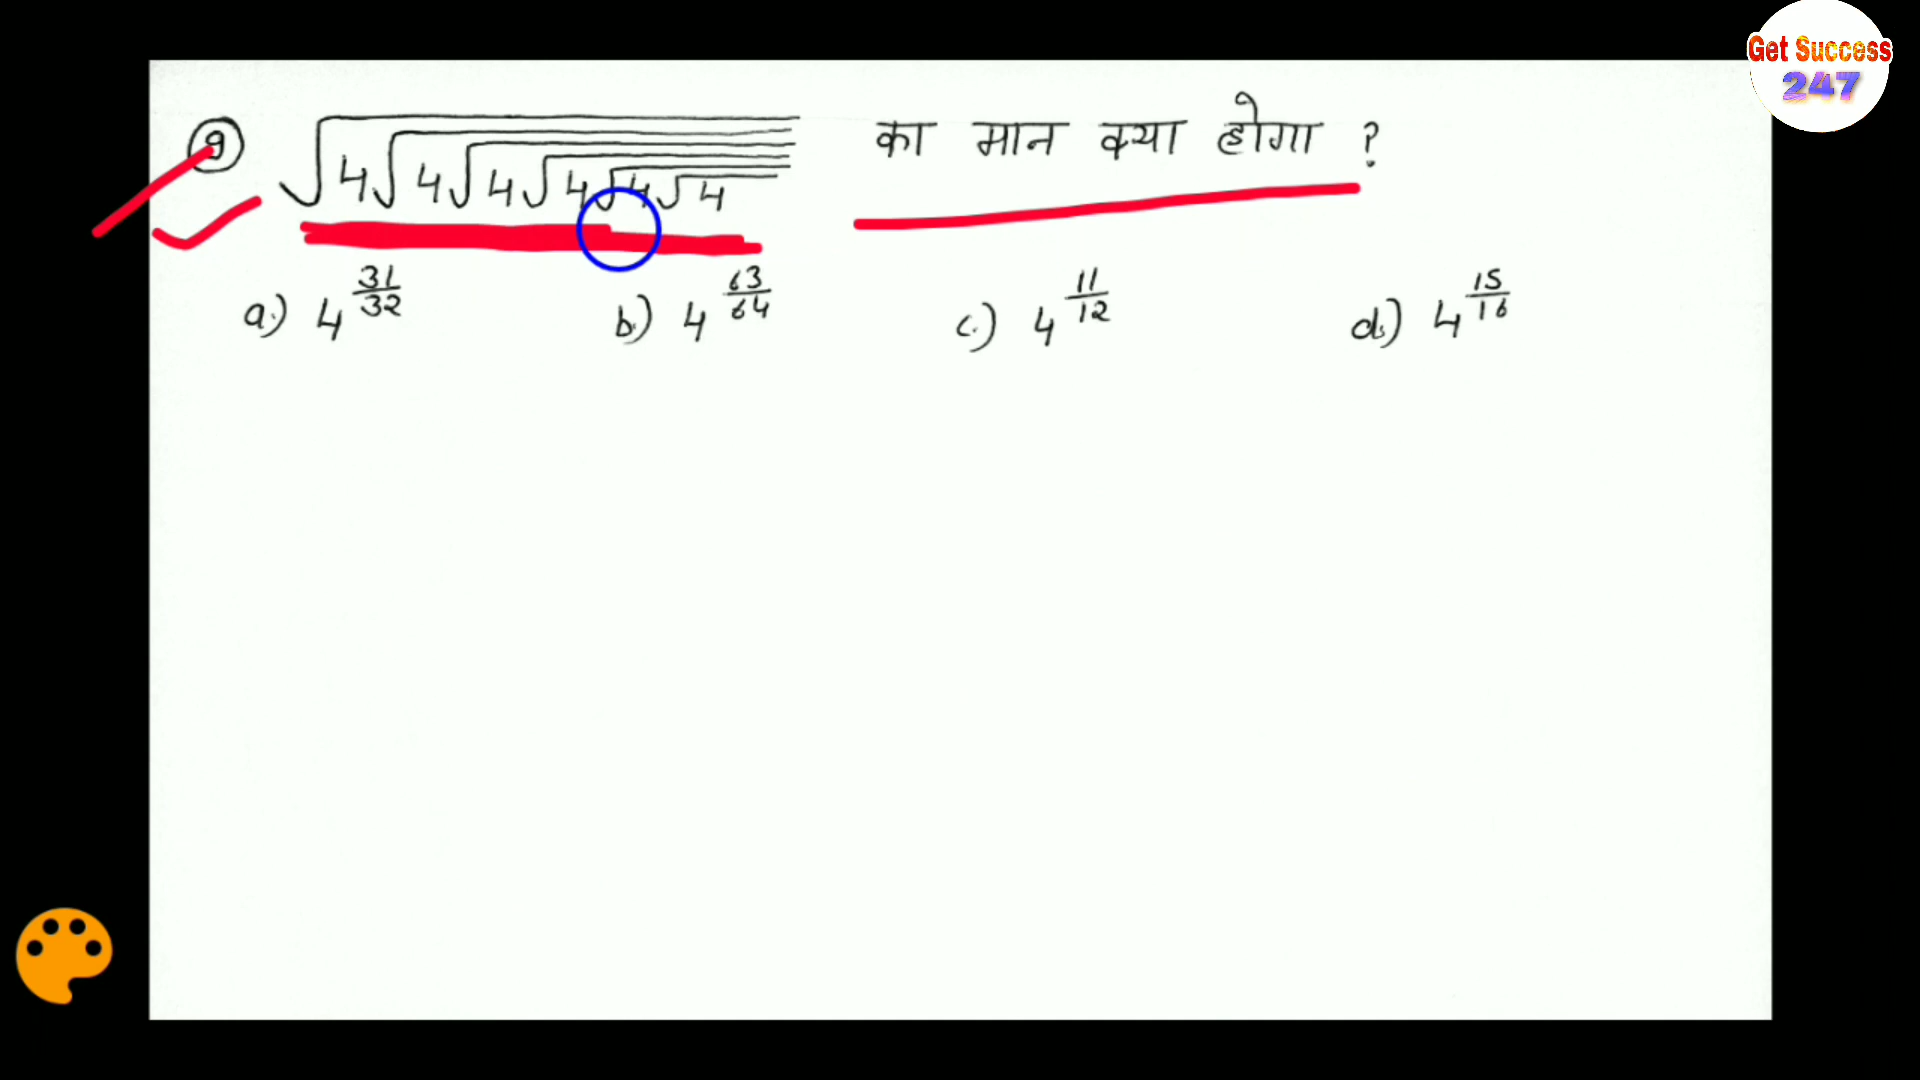 Get Success
247
9 √4√4√4√4√4√4 का मान क्या होगा ?
a.) 4^31/32 b.) 4^63/64 c.) 4^11/12 d.) 4^15/16